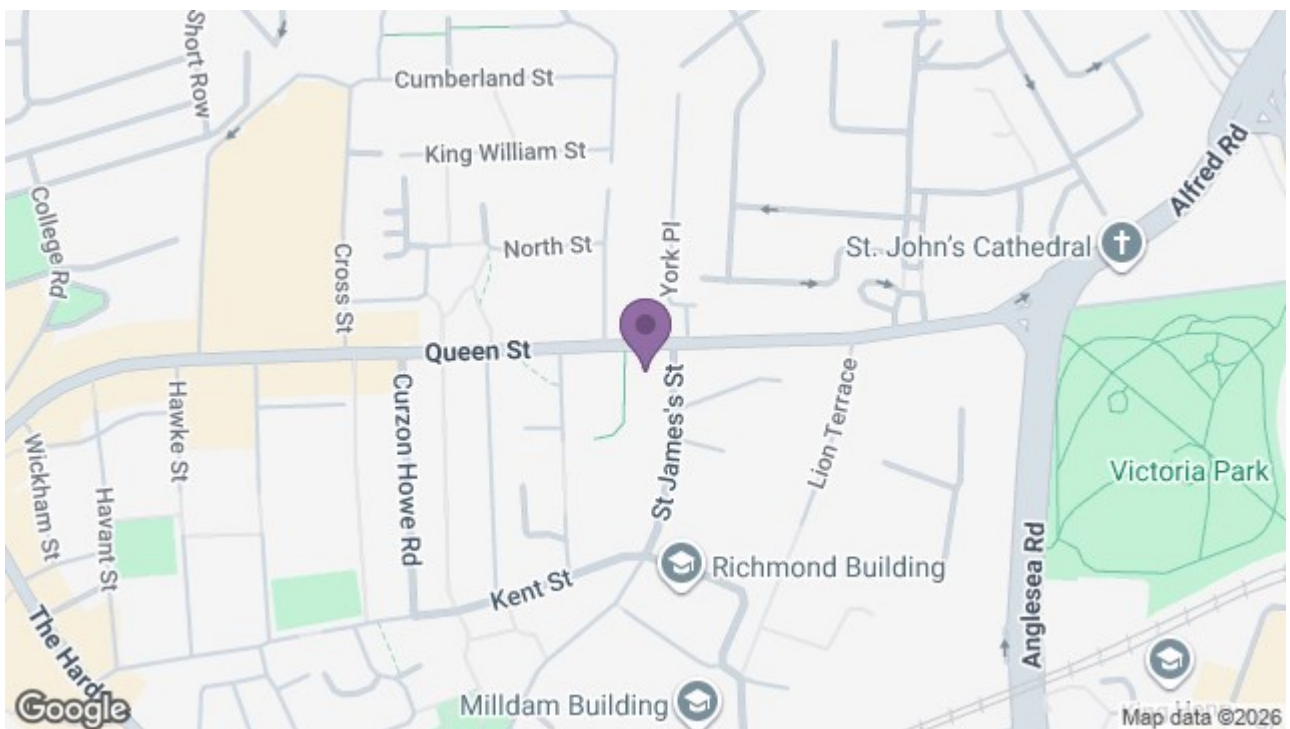 Short Row
Cumberland St
King William St
College Rd
Cross St
North St
York Pl
St. John's Cathedral
Alfred Rd
Queen St
Hawke St
Curzon Howe Rd
St James's St
Lion Terrace
Victoria Park
Wickham St
Havant St
Kent St
Richmond Building
Anglesea Rd
The Hard
Milldam Building
Google
Map data ©2026